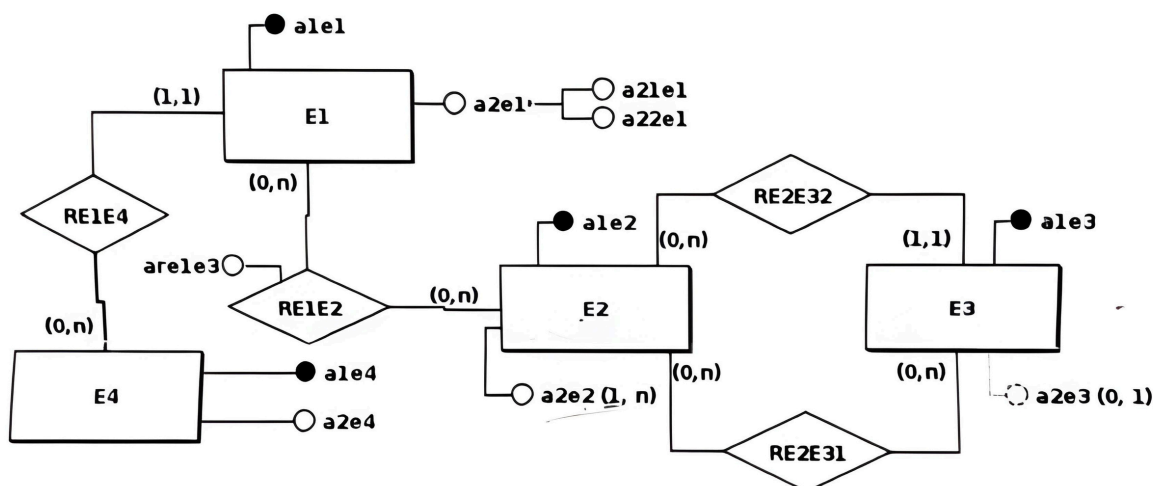 a1e1
(1,1)
E1
a2e1
a21e1
a22e1
(0,n)
RE1E4
RE2E32
a1e2
(0,n)
(1,1)
a1e3
are1e3
RE1E2
(0,n)
E2
E3
(0,n)
E4
a1e4
a2e4
a2e2 (1, n)
(0,n)
(0,n)
a2e3 (0, 1)
RE2E31